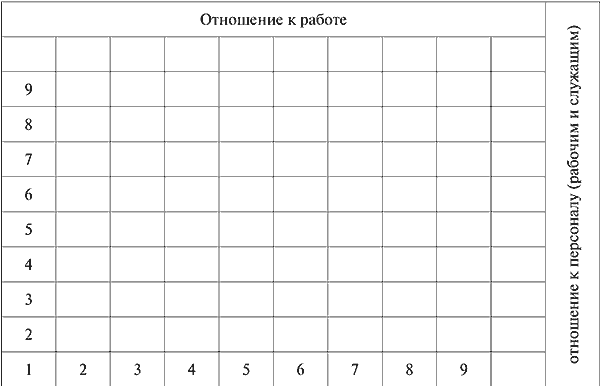 Отношение к работе
9
8
7
6
5
4
3
2
1 2 3 4 5 6 7 8 9
отношение к персоналу (рабочим и служащим)